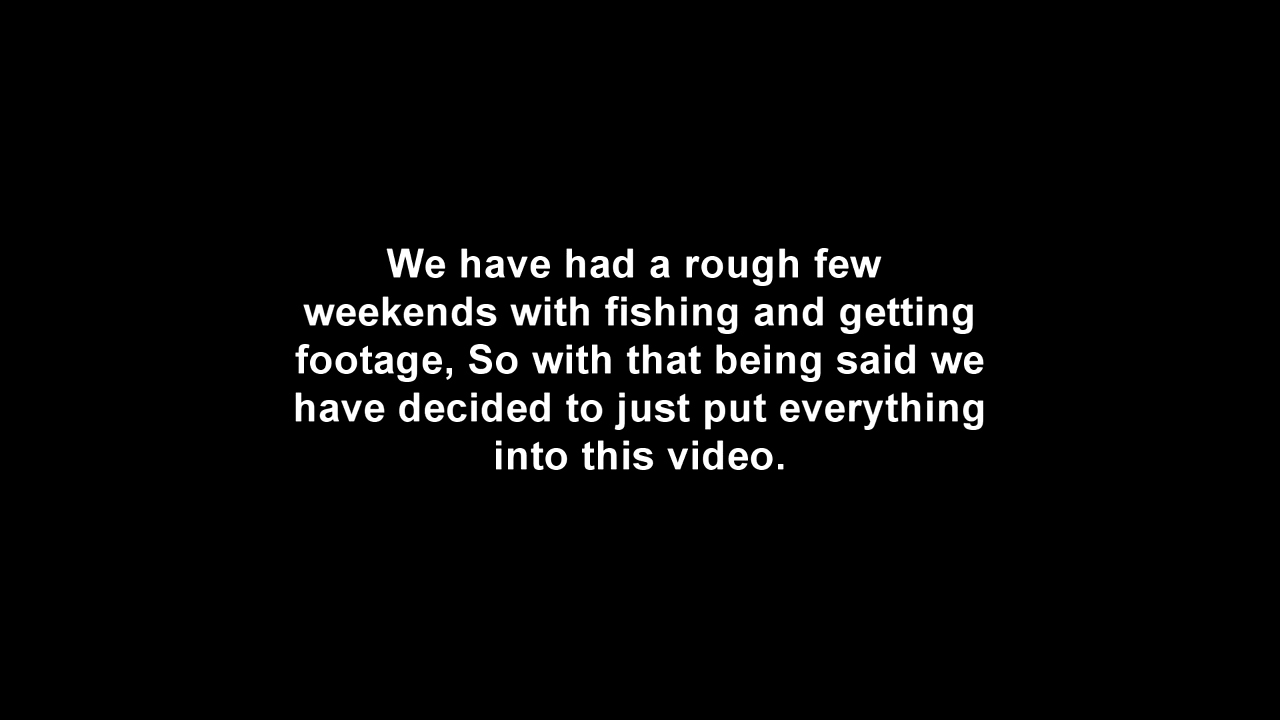 We have had a rough few
weekends with fishing and getting
footage, So with that being said we
have decided to just put everything
into this video.